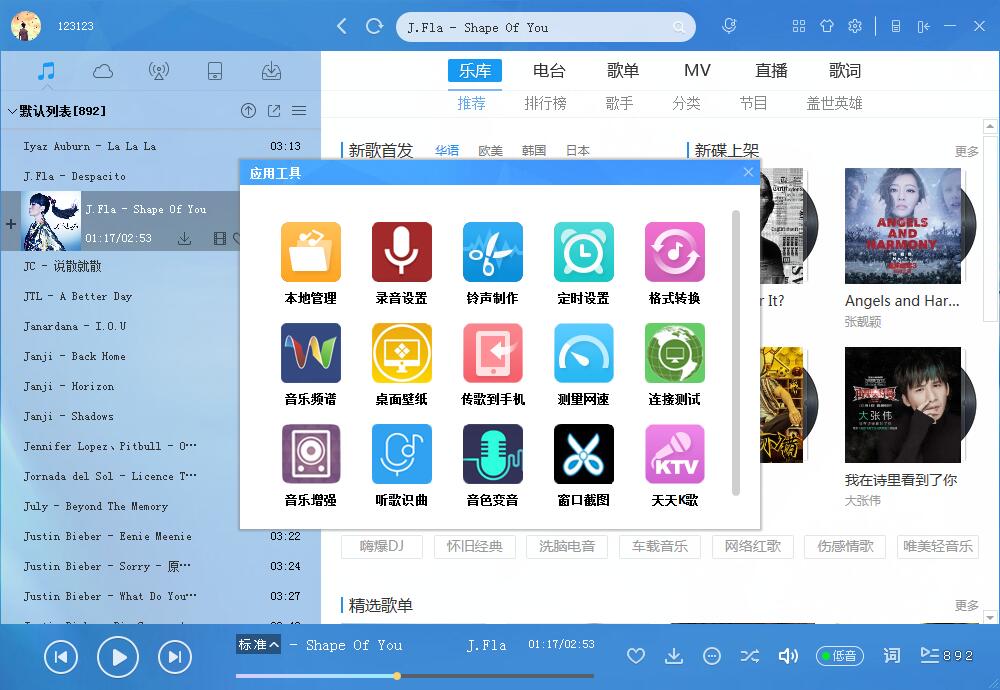 123123
J.Fla - Shape Of You
乐库 电台 歌单 MV 直播 歌词
推荐 排行榜 歌手 分类 节目 盖世英雄
默认列表[892]
Iyaz Auburn - La La La 03:13
J.Fla - Despacito
J.Fla - Shape Of You
01:17/02:53
JC - 说散就散
JTL - A Better Day
Janardana - I.O.U
Janji - Back Home
Janji - Horizon
Janji - Shadows
Jennifer Lopez、Pitbull - O…
Jornada del Sol - Licence T…
July - Beyond The Memory
Justin Bieber - Eenie Meenie 03:22
Justin Bieber - Sorry - 原… 03:24
Justin Bieber - What Do You… 03:27
新歌首发 华语 欧美 韩国 日本
新碟上架 更多
应用工具
本地管理 录音设置 铃声制作 定时设置 格式转换
音乐频谱 桌面壁纸 传歌到手机 测量网速 连接测试
音乐增强 听歌识曲 音色变音 窗口截图 天天K歌
KTV
ANGELS
AND
HARMONY
r It?
Angels and Har...
张靓颖
大张伟
我在诗里看到了你
大张伟
嗨爆DJ 怀旧经典 洗脑电音 车载音乐 网络红歌 伤感情歌 唯美轻音乐
精选歌单 更多
标准 - Shape Of You J.Fla 01:17/02:53
低音 词 892